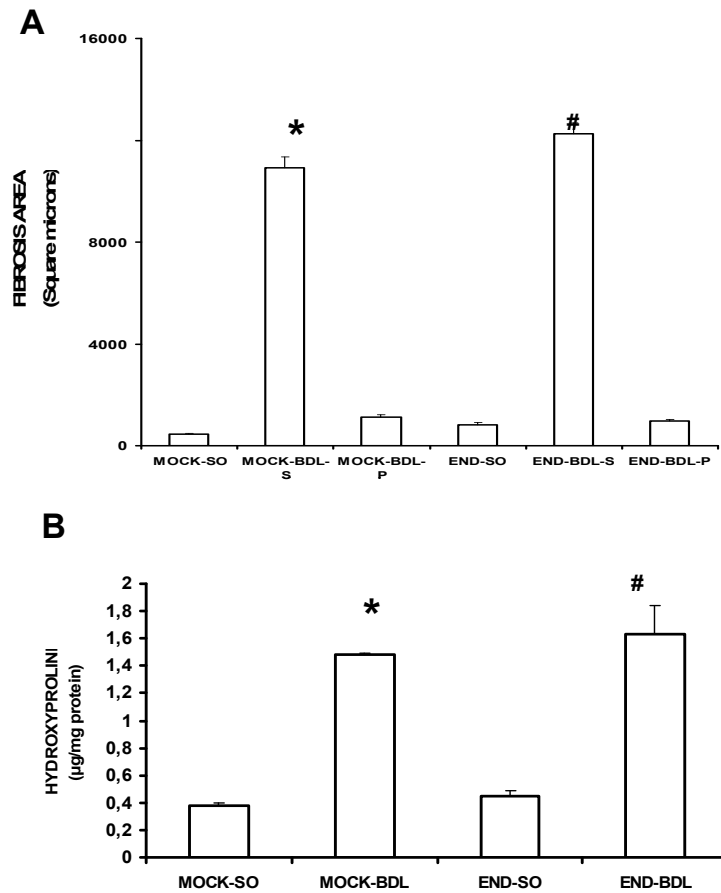 A
16000
*
#
8000
4000
0
FIBROSIS AREA
(Square microns)
MOCK-SO
MOCK-BDL-
S
MOCK-BDL-
P
END-SO
END-BDL-S
END-BDL-P
B
2
1,8
1,6
1,4
1,2
1
0,8
0,6
0,4
0,2
0
#
*
HYDROXYPROLINI
(µg/mg protein)
MOCK-SO
MOCK-BDL
END-SO
END-BDL